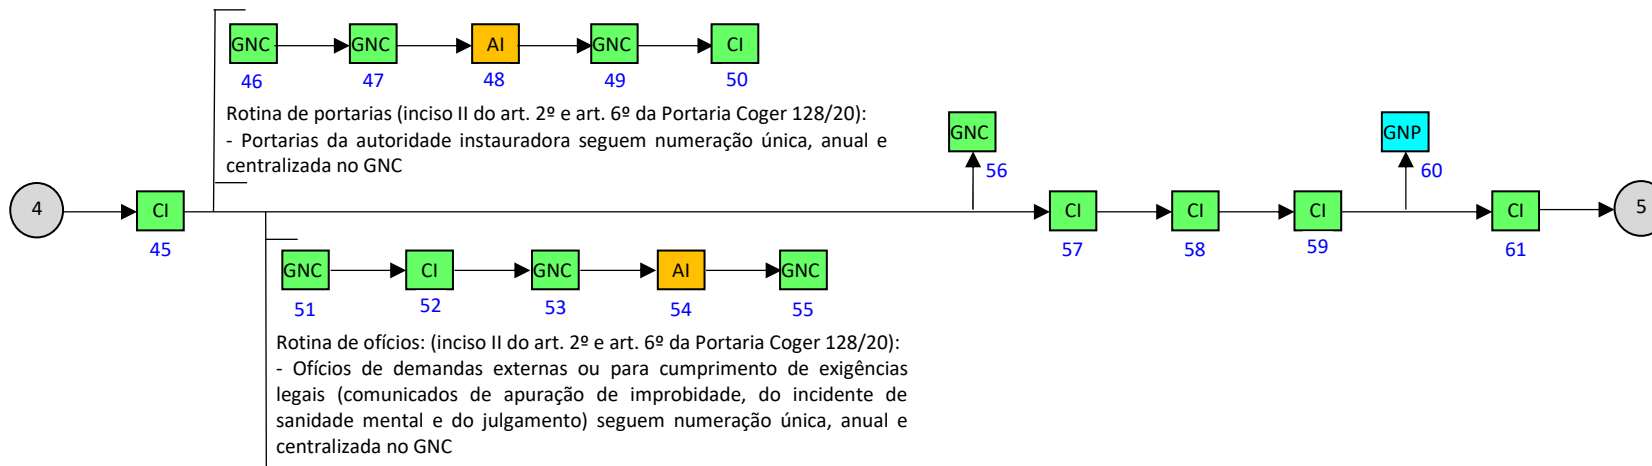 GNC GNC AI GNC CI
46 47 48 49 50
Rotina de portarias (inciso II do art. 2º e art. 6º da Portaria Coger 128/20):
- Portarias da autoridade instauradora seguem numeração única, anual e
centralizada no GNC
GNC GNP
56 60
4 CI CI CI CI CI 5
45 57 58 59 61
GNC CI GNC AI GNC
51 52 53 54 55
Rotina de ofícios: (inciso II do art. 2º e art. 6º da Portaria Coger 128/20):
- Ofícios de demandas externas ou para cumprimento de exigências
legais (comunicados de apuração de improbidade, do incidente de
sanidade mental e do julgamento) seguem numeração única, anual e
centralizada no GNC